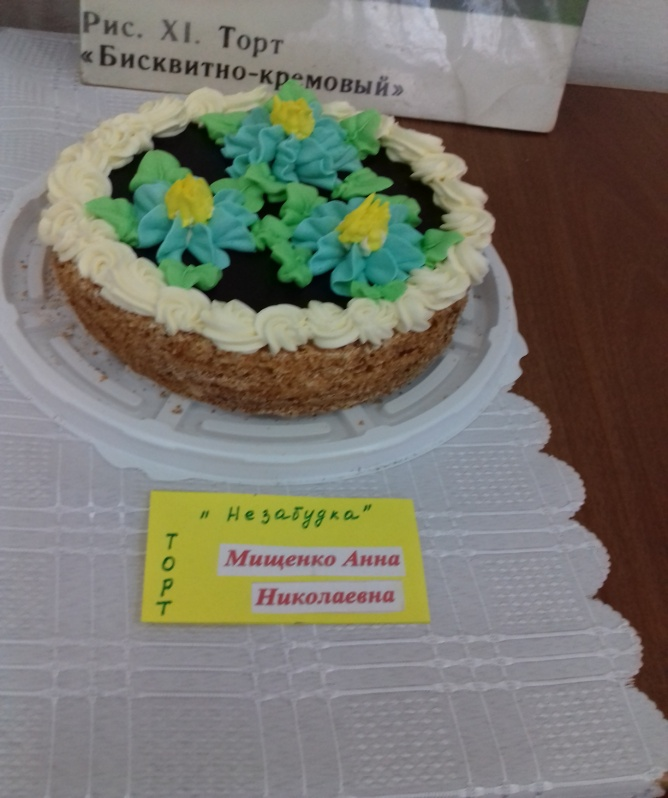 Рис. XI. Торт
«Бисквитно-кремовый»
"Незабудка"
ТОРТ
Мищенко Анна
Николаевна